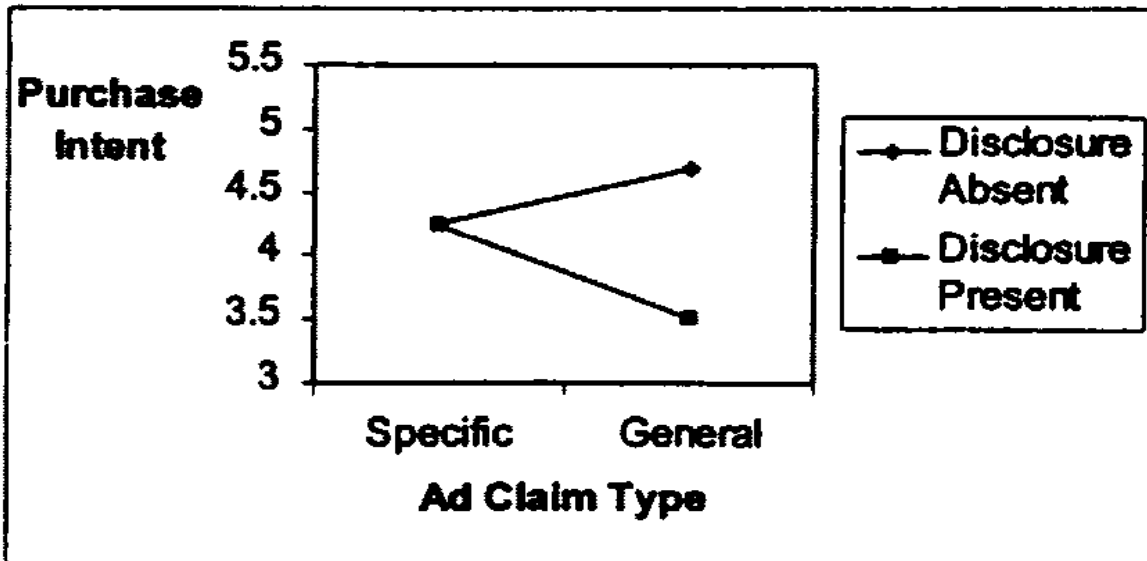 Purchase
Intent
5.5
5
4.5
4
3.5
3
Specific General
Ad Claim Type
Disclosure
Absent
Disclosure
Present